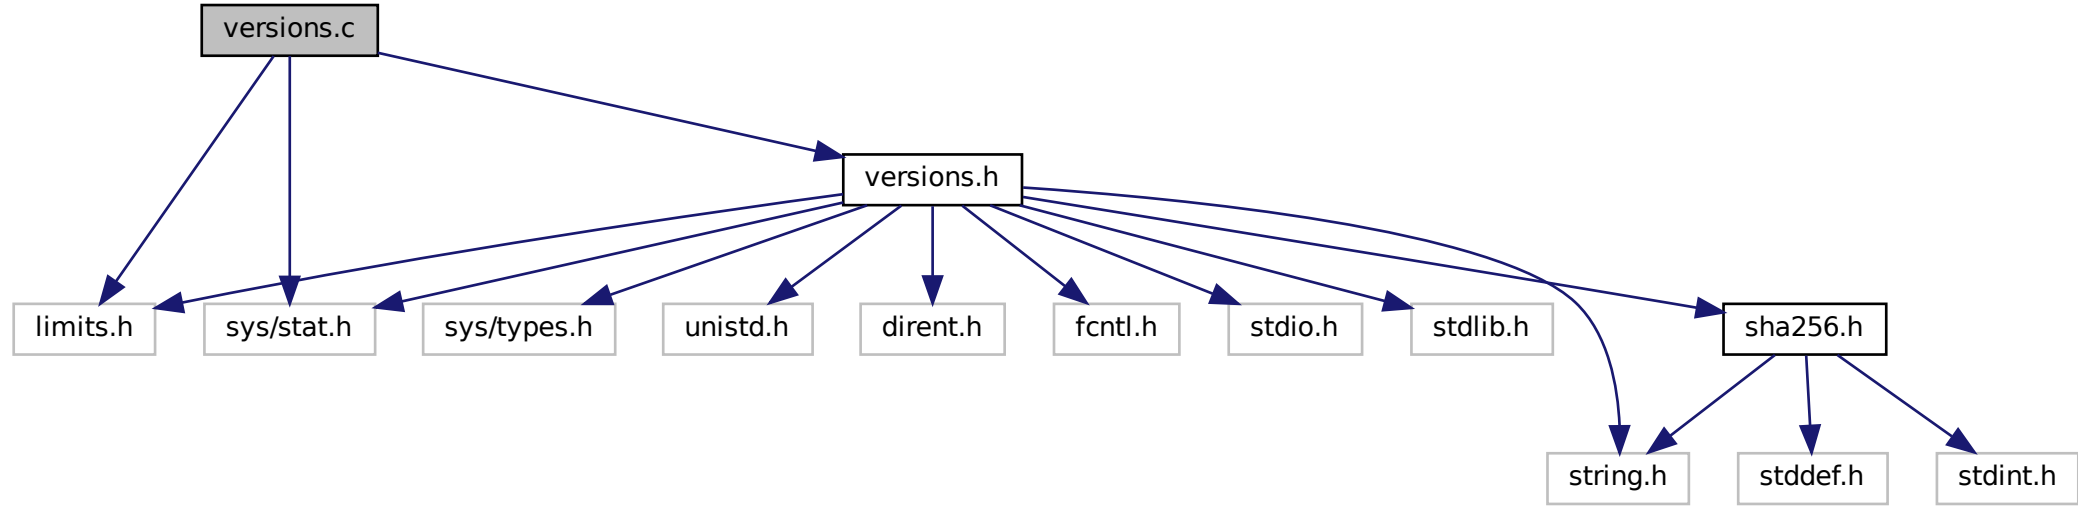 versions.c
versions.h
limits.h
sys/stat.h
sys/types.h
unistd.h
dirent.h
fcntl.h
stdio.h
stdlib.h
sha256.h
string.h
stddef.h
stdint.h